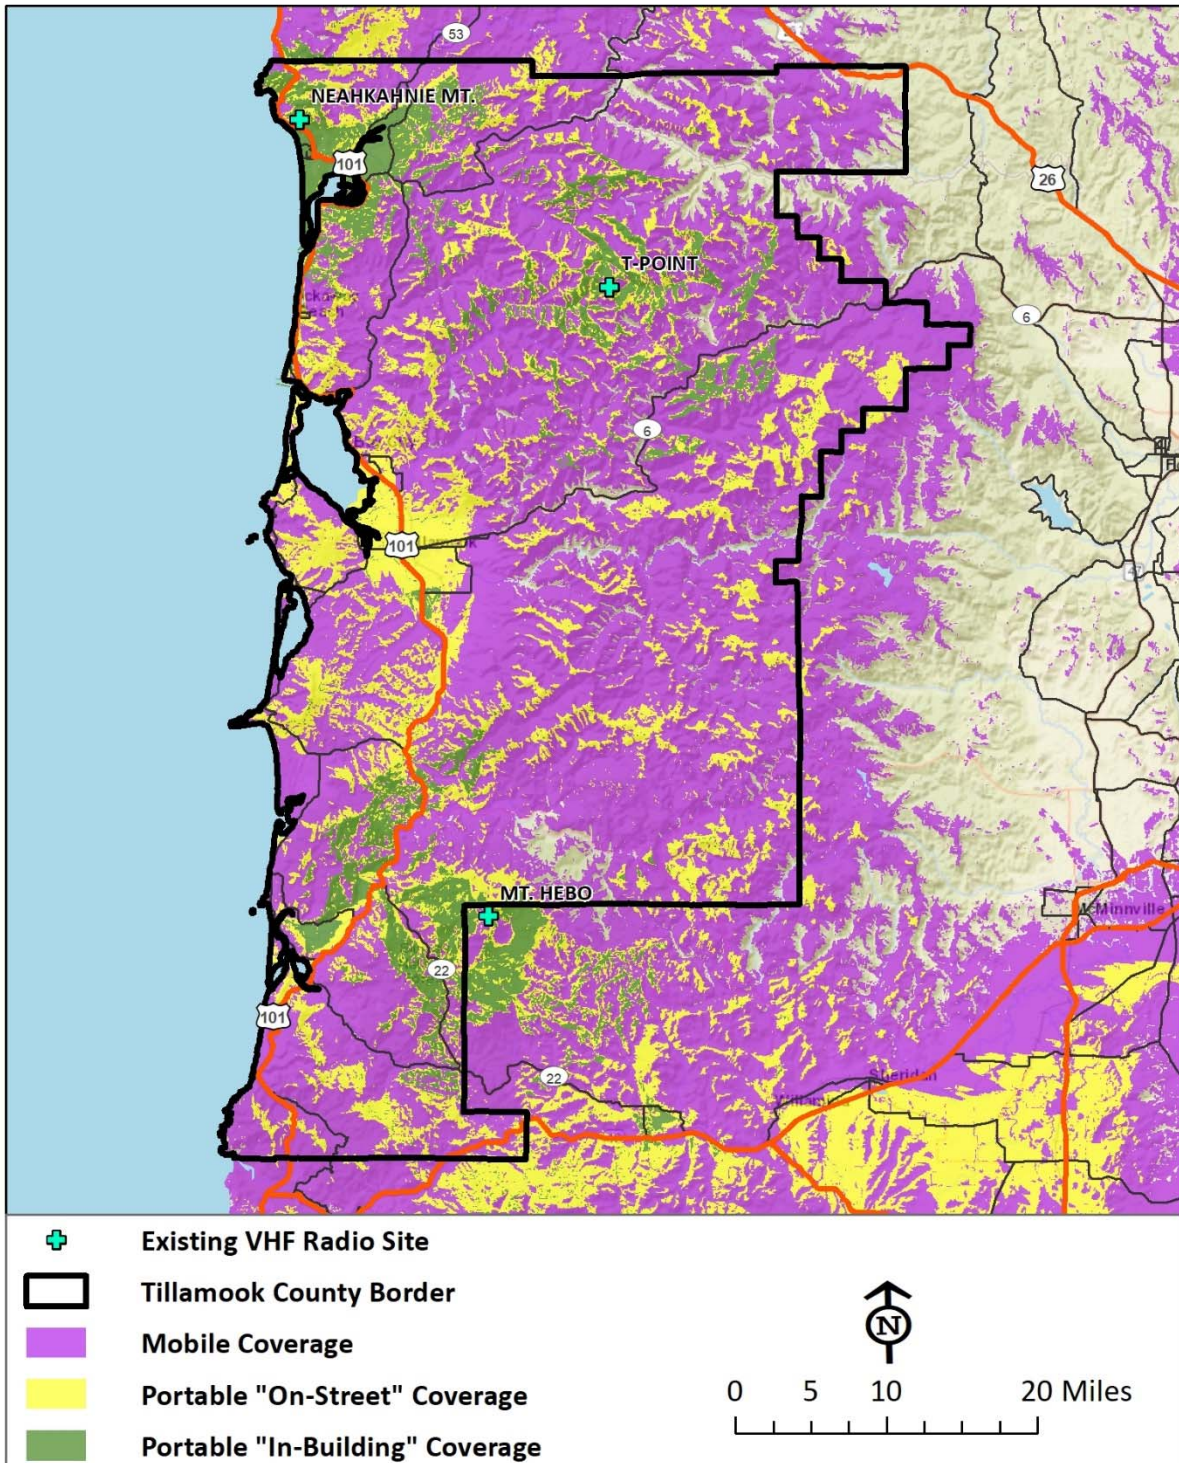 53
NEAHKAHNIE MT.
101
26
T-POINT
6
6
101
47
MT. HEBO
McMinnville
22
101
22
Sheridan
Existing VHF Radio Site
Tillamook County Border
Mobile Coverage
Portable "On-Street" Coverage
Portable "In-Building" Coverage
N
0 5 10 20 Miles